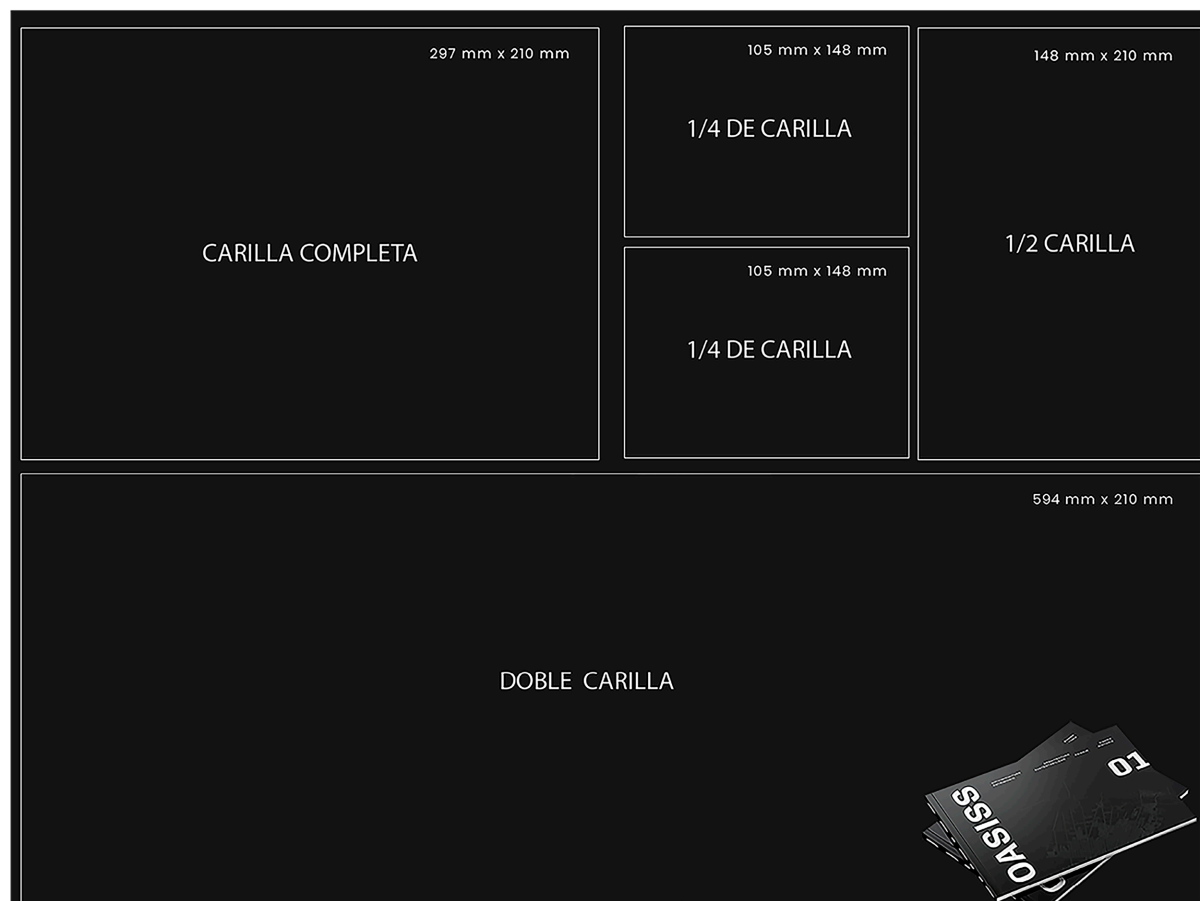 297 mm x 210 mm
CARILLA COMPLETA
105 mm x 148 mm
1/4 DE CARILLA
105 mm x 148 mm
1/4 DE CARILLA
148 mm x 210 mm
1/2 CARILLA
594 mm x 210 mm
DOBLE CARILLA
01
OASISS